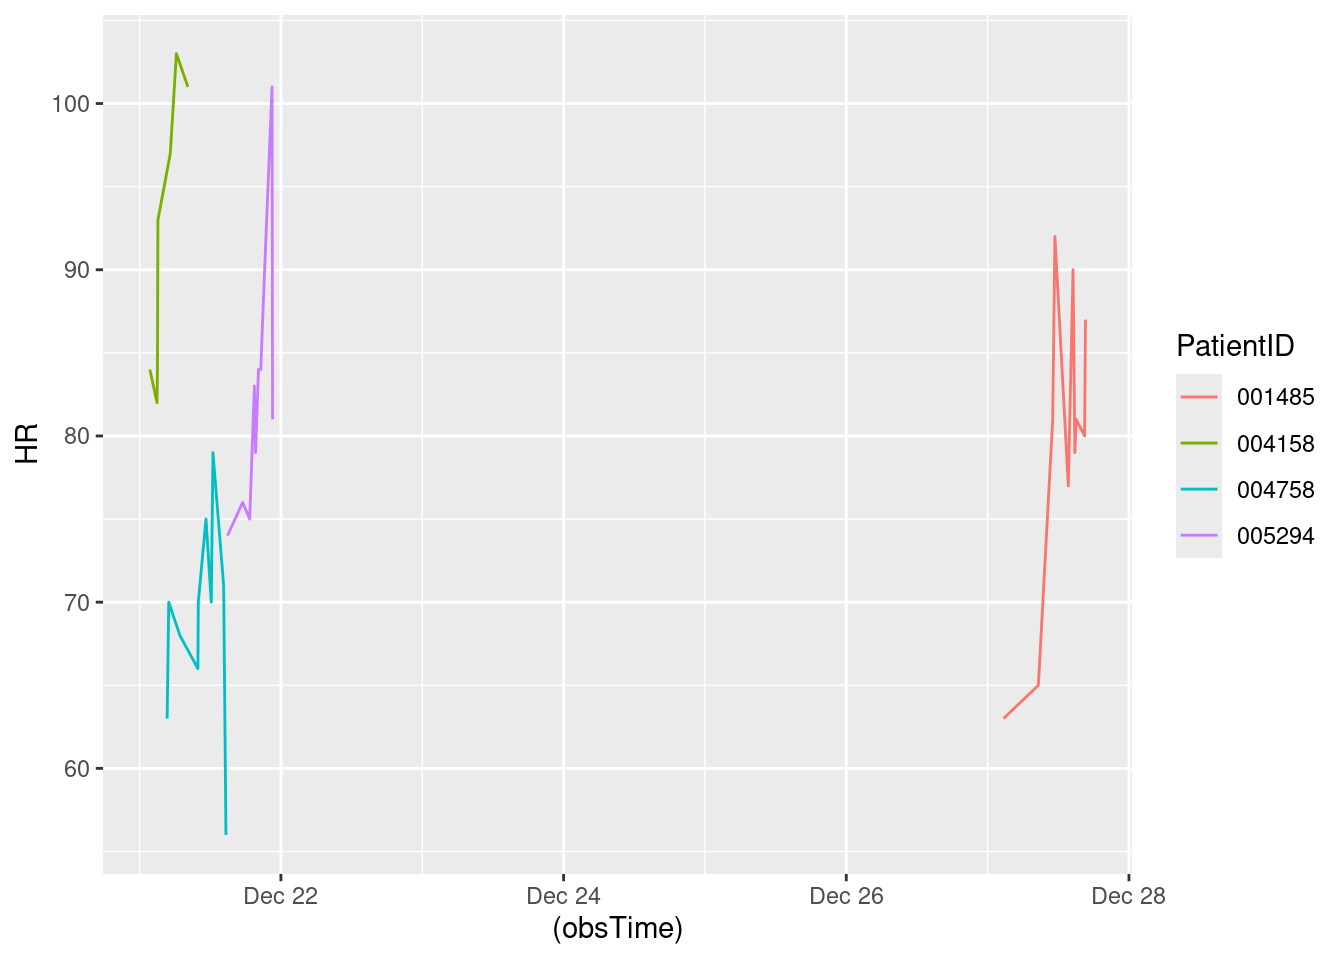 100
90
80
70
60
HR
Dec 22
Dec 24
Dec 26
Dec 28
(obsTime)
PatientID
001485
004158
004758
005294